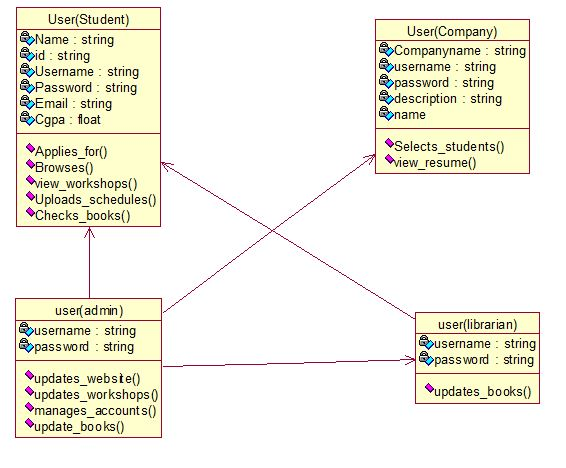 User(Student)
Name : string
id : string
Username : string
Password : string
Email : string
Cgpa : float
Applies_for()
Browses()
view_workshops()
Uploads_schedules()
Checks_books()
User(Company)
Companyname : string
username : string
password : string
description : string
name
Selects_students()
view_resume()
user(admin)
username : string
password : string
updates_website()
updates_workshops()
manages_accounts()
update_books()
user(librarian)
username : string
password : string
updates_books()